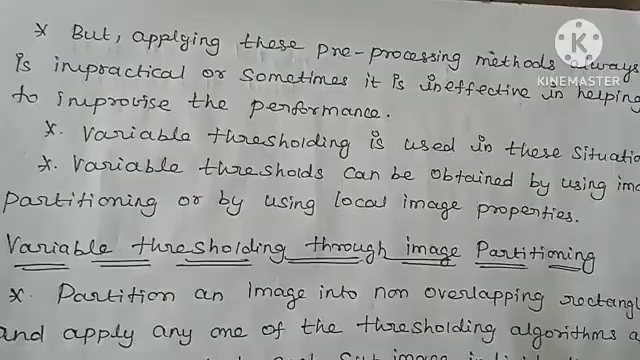 * But, applying these pre-processing methods always
is impractical or sometimes it is ineffective in helping
to improvise the performance.
*. Variable thresholding is used in these situatio
*. Variable thresholds can be obtained by using ima
partitioning or by using local image properties.
Variable thresholding through image Partitioning
*. Partition an image into non overlapping rectangl
and apply any one of the thresholding algorithms
KINEMASTER